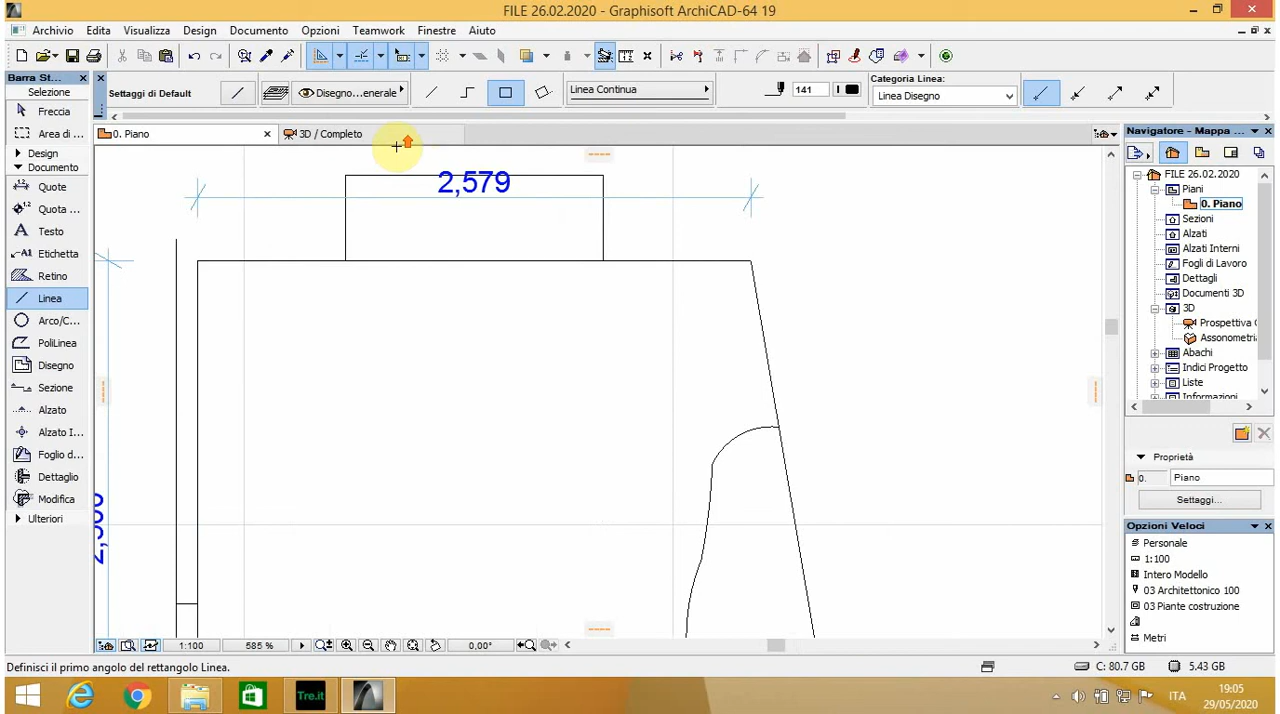 FILE 26.02.2020 - Graphisoft ArchiCAD-64 19
Archivio Edita Visualizza Design Documento Opzioni Teamwork Finestre Aiuto
Barra St...
Selezione
Freccia
Area di ...
Design
Documento
Quote
Quota ...
Testo
Etichetta
Retino
Linea
Arco/C...
PoliLinea
Disegno
Sezione
Alzato
Alzato I...
Foglio d...
Dettaglio
Modifica
Ulteriori
Settaggi di Default
Disegno...enerale
Linea Continua
141
Categoria Linea:
Linea Disegno
0. Piano
3D / Completo
2,579
Navigatore - Mappa ...
FILE 26.02.2020
Piani
0. Piano
Sezioni
Alzati
Alzati Interni
Fogli di Lavoro
Dettagli
Documenti 3D
3D
Prospettiva
Assonometri
Abachi
Indici Progetto
Liste
Informazioni
Proprietà
0. Piano
Settaggi...
Opzioni Veloci
Personale
1:100
Intero Modello
03 Architettonico 100
03 Piante costruzione
Metri
1:100
585 %
0,00°
Definisci il primo angolo del rettangolo Linea.
C: 80.7 GB
5.43 GB
Tre.it
ITA
19:05
29/05/2020